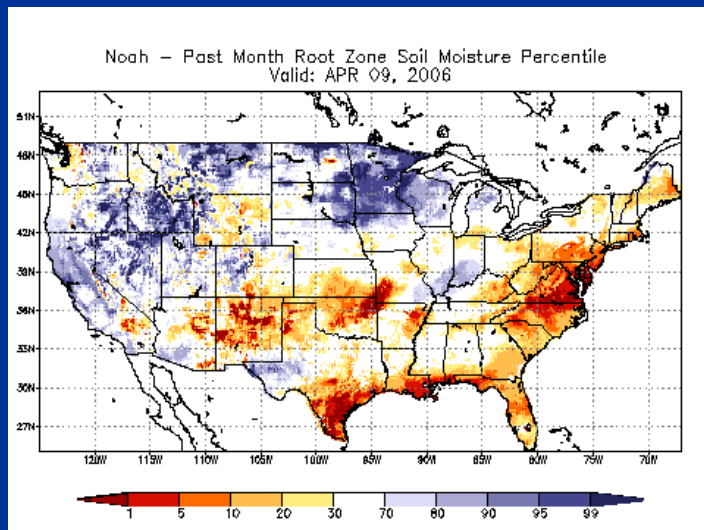 Noah – Past Month Root Zone Soil Moisture Percentile
Valid: APR 09, 2006
51N
48N
45N
42N
39N
36N
33N
30N
27N
120W 115W 110W 105W 100W 95W 90W 85W 80W 75W 70W
1 5 10 20 30 70 80 90 95 99